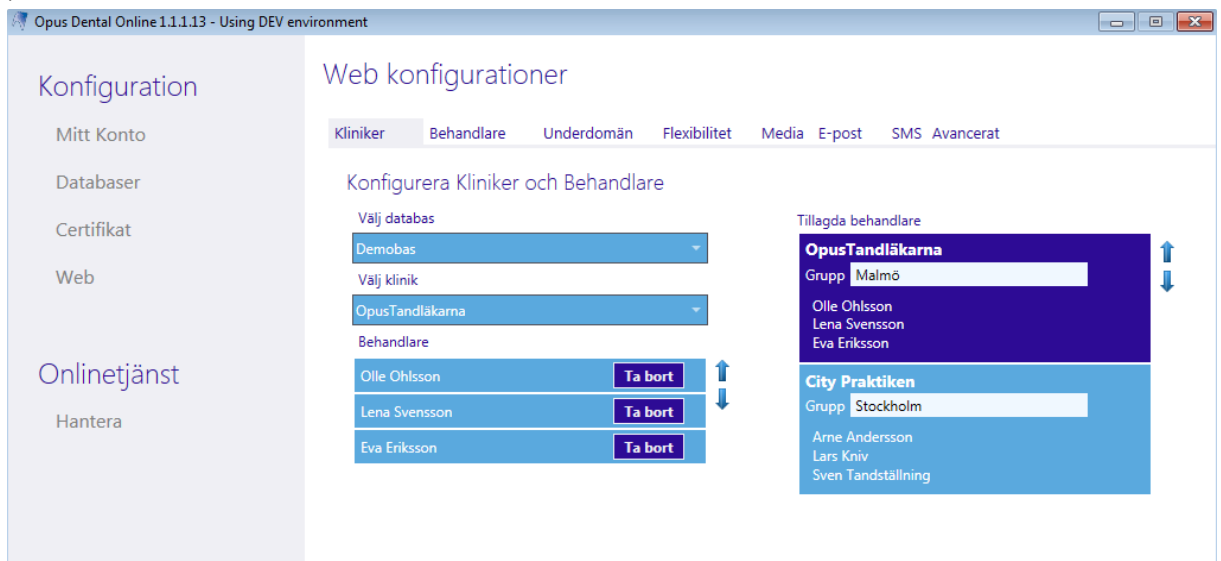 Opus Dental Online 1.1.1.13 - Using DEV environment
Konfiguration
Mitt Konto
Databaser
Certifikat
Web
Onlinetjänst
Hantera
Web konfigurationer
Kliniker Behandlare Underdomän Flexibilitet Media E-post SMS Avancerat
Konfigurera Kliniker och Behandlare
Välj databas
Demobas
Välj klinik
OpusTandläkarna
Behandlare
Olle Ohlsson Ta bort
Lena Svensson Ta bort
Eva Eriksson Ta bort
Tillagda behandlare
OpusTandläkarna
Grupp Malmö
Olle Ohlsson
Lena Svensson
Eva Eriksson
City Praktiken
Grupp Stockholm
Arne Andersson
Lars Kniv
Sven Tandställning